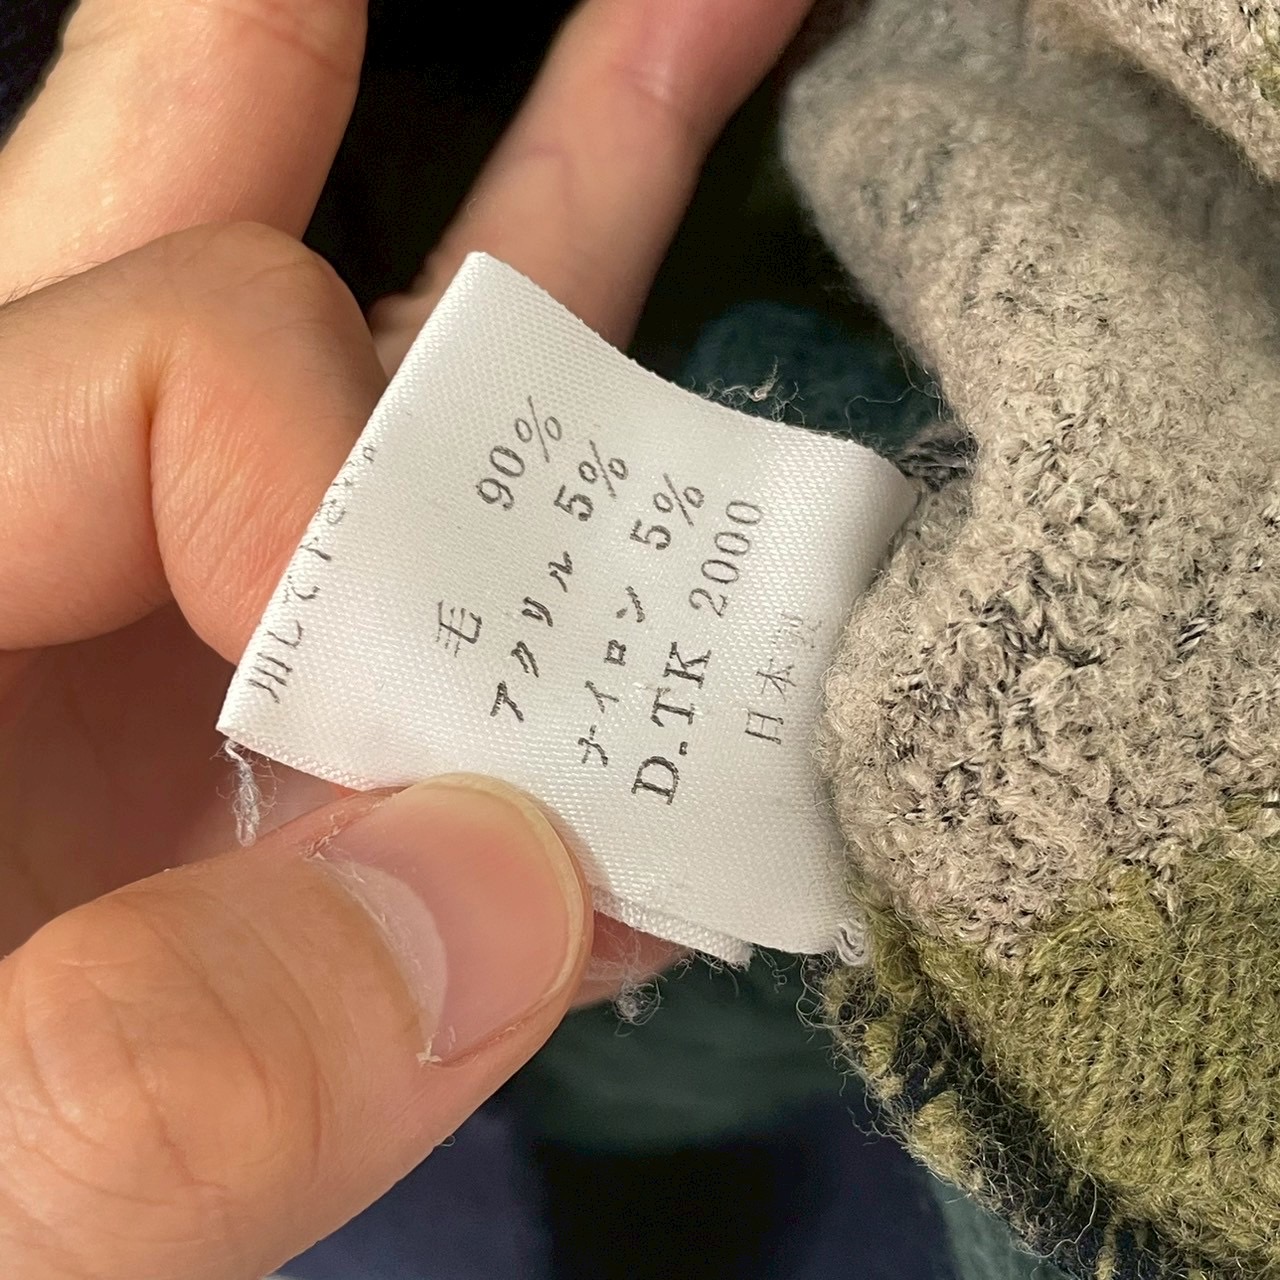 毛 90%
アクリル 5%
ナイロン 5%
D.TK 2000
日本製